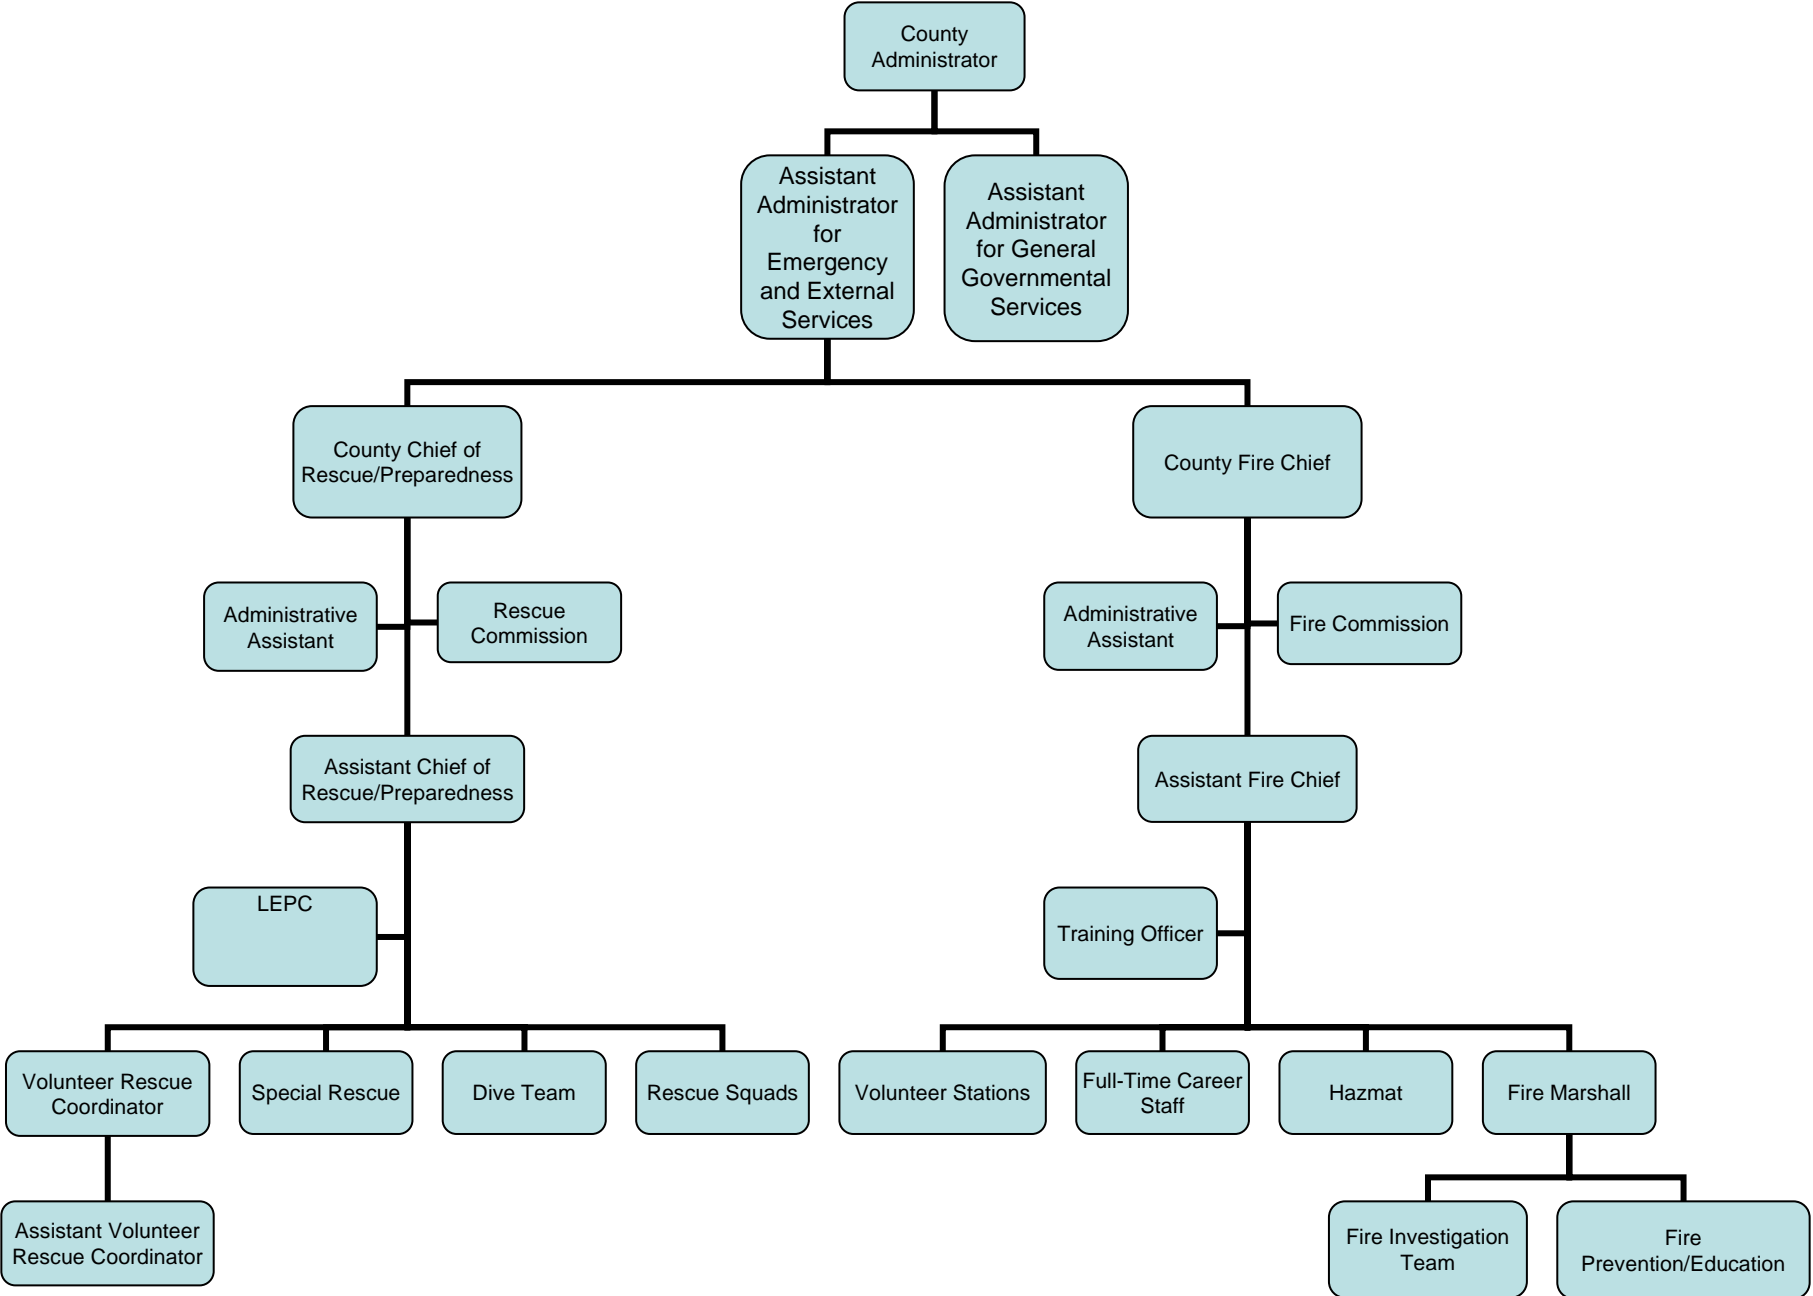 County
Administrator
Assistant
Administrator
for
Emergency
and External
Services
Assistant
Administrator
for General
Governmental
Services
County Chief of
Rescue/Preparedness
County Fire Chief
Administrative
Assistant
Rescue
Commission
Administrative
Assistant
Fire Commission
Assistant Chief of
Rescue/Preparedness
Assistant Fire Chief
LEPC
Training Officer
Volunteer Rescue
Coordinator
Special Rescue
Dive Team
Rescue Squads
Volunteer Stations
Full-Time Career
Staff
Hazmat
Fire Marshall
Assistant Volunteer
Rescue Coordinator
Fire Investigation
Team
Fire
Prevention/Education